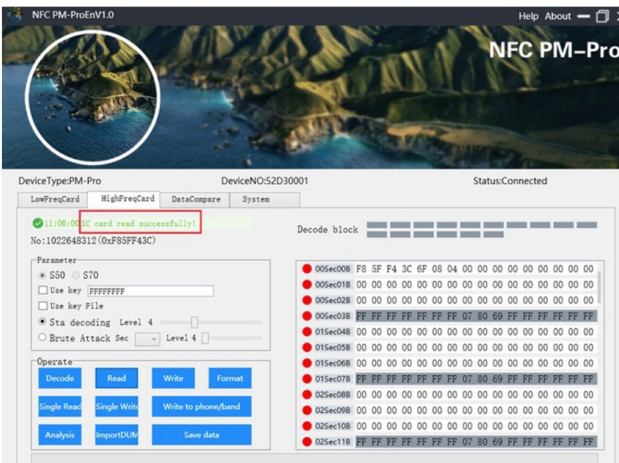 NFC PM-ProEnV1.0
Help About
NFC PM-Pro
DeviceType:PM-Pro DeviceNO:52D30001 Status:Connected
LowFreqCard HighFreqCard DataCompare System
11:06:00 IC card read successfully!
No:1022648312(0xF85FF43C)
Decode block
Parameter
S50 S70
Use key FFFFFFFF
Use key File
Sta decoding Level 4
Brute Attack Sec Level 4
Operate
Decode Read Write Format
Single Read Single Write Write to phone/band
Analysis ImportDUM Save data
00Sec00B F8 5F F4 3C 6F 08 04 00 00 00 00 00 00 00 00 00
00Sec01B 00 00 00 00 00 00 00 00 00 00 00 00 00 00 00 00
00Sec02B 00 00 00 00 00 00 00 00 00 00 00 00 00 00 00 00
00Sec03B FF FF FF FF FF FF 07 80 69 FF FF FF FF FF FF FF
01Sec04B 00 00 00 00 00 00 00 00 00 00 00 00 00 00 00 00
01Sec05B 00 00 00 00 00 00 00 00 00 00 00 00 00 00 00 00
01Sec06B 00 00 00 00 00 00 00 00 00 00 00 00 00 00 00 00
01Sec07B FF FF FF FF FF FF 07 80 69 FF FF FF FF FF FF FF
02Sec08B 00 00 00 00 00 00 00 00 00 00 00 00 00 00 00 00
02Sec09B 00 00 00 00 00 00 00 00 00 00 00 00 00 00 00 00
02Sec10B 00 00 00 00 00 00 00 00 00 00 00 00 00 00 00 00
02Sec11B FF FF FF FF FF FF 07 80 69 FF FF FF FF FF FF FF